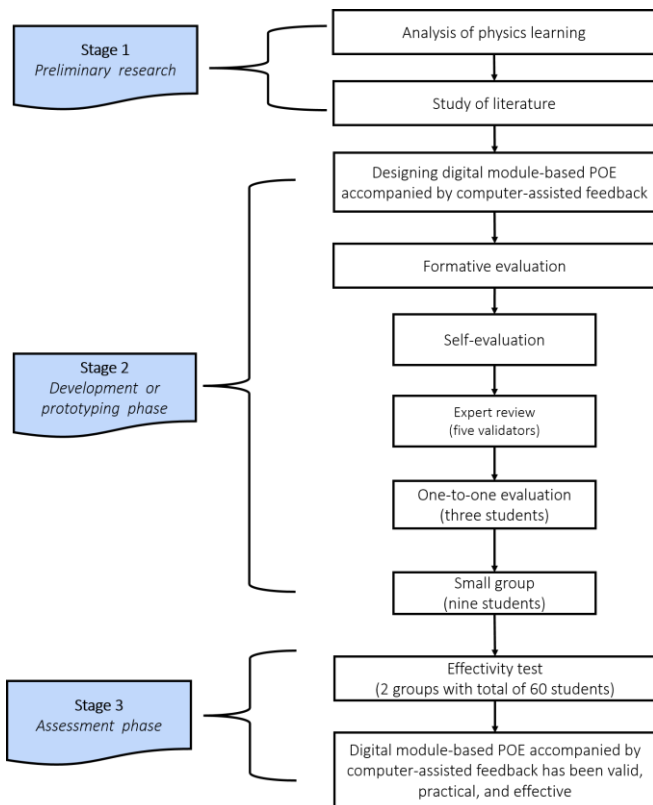 Stage 1
Preliminary research
Analysis of physics learning
Study of literature
Stage 2
Development or
prototyping phase
Designing digital module-based POE
accompanied by computer-assisted feedback
Formative evaluation
Self-evaluation
Expert review
(five validators)
One-to-one evaluation
(three students)
Small group
(nine students)
Stage 3
Assessment phase
Effectivity test
(2 groups with total of 60 students)
Digital module-based POE accompanied by
computer-assisted feedback has been valid,
practical, and effective